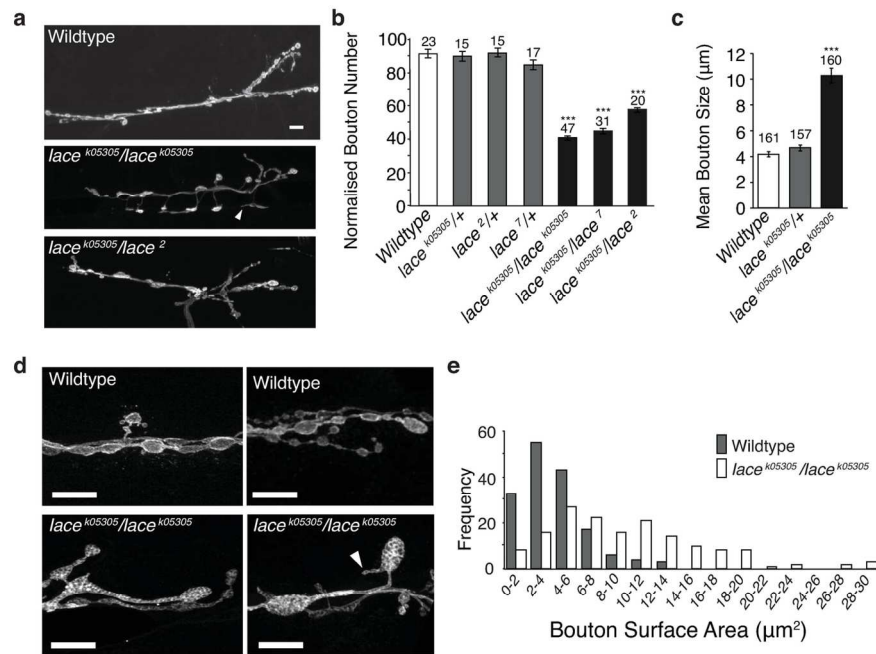 a
Wildtype
lace k05305/lace k05305
lace k05305/lace 2
b
Normalised Bouton Number
100
80
60
40
20
0
23
15
15
17
***
47
***
31
***
20
Wildtype
lace k05305/+
lace 2/+
lace 7/+
lace k05305/lace k05305
lace k05305/lace 7
lace k05305/lace 2
c
Mean Bouton Size (μm)
12
10
8
6
4
2
0
161
157
***
160
Wildtype
lace k05305/+
lace k05305/lace k05305
d
Wildtype
Wildtype
lace k05305/lace k05305
lace k05305/lace k05305
e
Frequency
60
40
20
0
Wildtype
lace k05305/lace k05305
0-2
2-4
4-6
6-8
8-10
10-12
12-14
14-16
16-18
18-20
20-22
22-24
24-26
26-28
28-30
Bouton Surface Area (μm²)